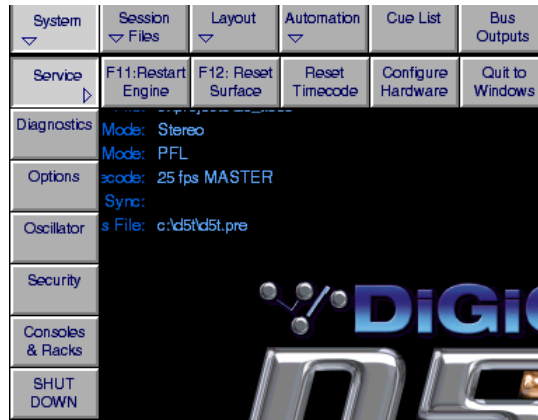 System
Session
Files
Layout
Automation
Cue List
Bus
Outputs
Service
F11:Restart
Engine
F12: Reset
Surface
Reset
Timecode
Configure
Hardware
Quit to
Windows
Diagnostics
Mode: Stereo
Mode: PFL
Options
ecode: 25 fps MASTER
Sync:
Oscillator
s File: c:\d5t\d5t.pre
Security
DiGiC
Consoles
& Racks
D5
SHUT
DOWN